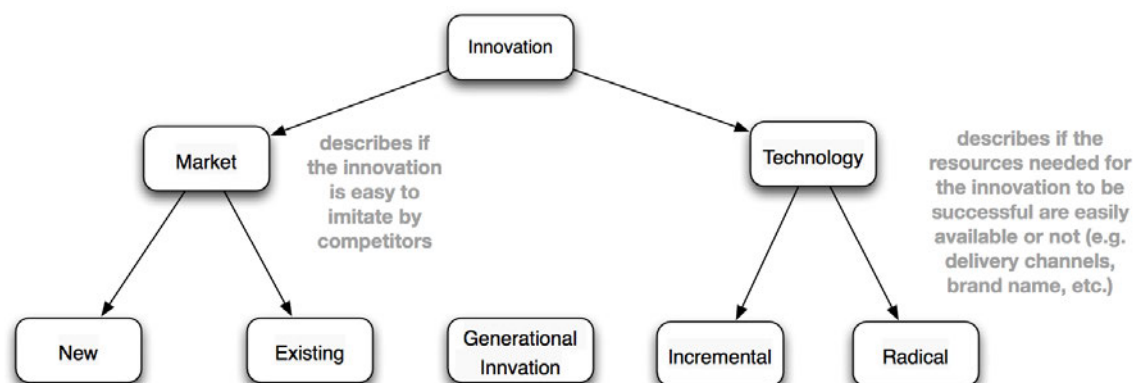 Innovation
Market
describes if
the innovation
is easy to
imitate by
competitors
Technology
describes if the
resources needed for
the innovation to be
successful are easily
available or not (e.g.
delivery channels,
brand name, etc.)
New
Existing
Generational
Innvation
Incremental
Radical